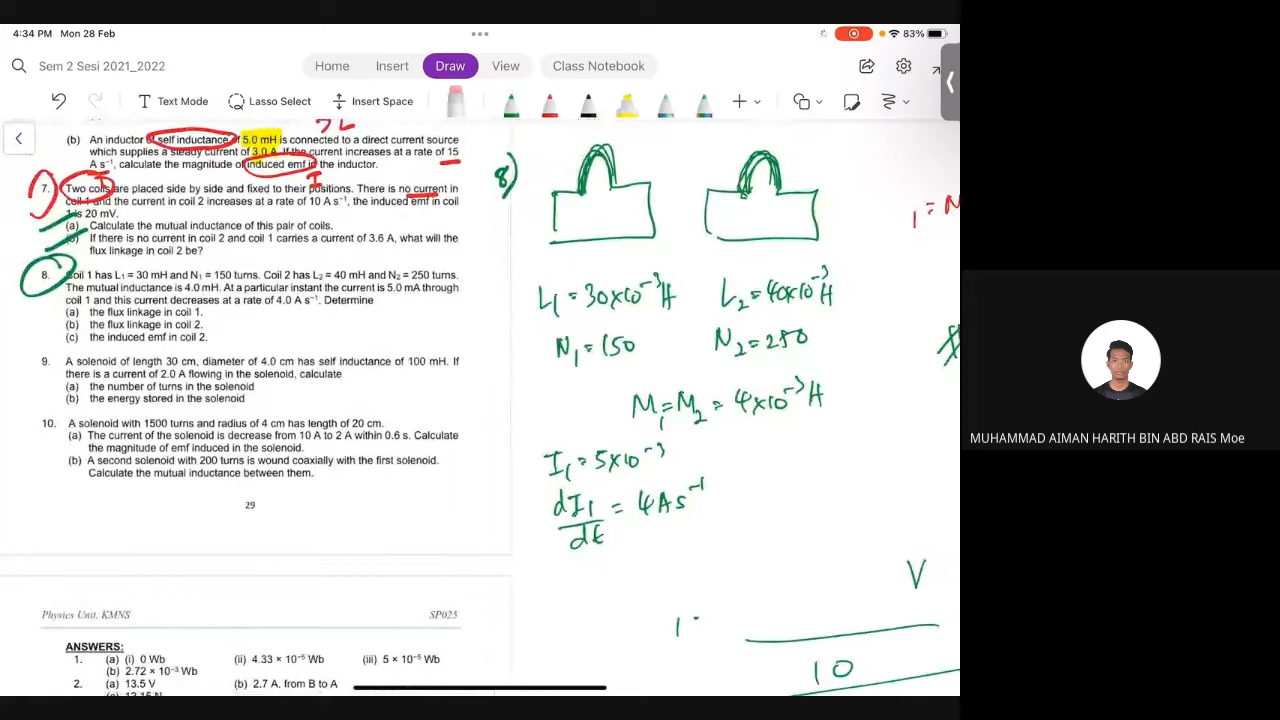 4:34 PM Mon 28 Feb
83%
Sem 2 Sesi 2021_2022
Home Insert Draw View Class Notebook
Text Mode Lasso Select Insert Space
(b) An inductor of self inductance of 5.0 mH is connected to a direct current source
which supplies a steady current of 3.0 A. If the current increases at a rate of 15
A s⁻¹, calculate the magnitude of induced emf in the inductor.
7. Two coils are placed side by side and fixed to their positions. There is no current in
coil 1 and the current in coil 2 increases at a rate of 10 A s⁻¹, the induced emf in coil
1 is 20 mV.
(a) Calculate the mutual inductance of this pair of coils.
(b) If there is no current in coil 2 and coil 1 carries a current of 3.6 A, what will the
flux linkage in coil 2 be?
8. Coil 1 has L₁ = 30 mH and N₁ = 150 turns. Coil 2 has L₂ = 40 mH and N₂ = 250 turns.
The mutual inductance is 4.0 mH. At a particular instant the current is 5.0 mA through
coil 1 and this current decreases at a rate of 4.0 A s⁻¹. Determine
(a) the flux linkage in coil 1.
(b) the flux linkage in coil 2.
(c) the induced emf in coil 2.
9. A solenoid of length 30 cm, diameter of 4.0 cm has self inductance of 100 mH. If
there is a current of 2.0 A flowing in the solenoid, calculate
(a) the number of turns in the solenoid
(b) the energy stored in the solenoid
10. A solenoid with 1500 turns and radius of 4 cm has length of 20 cm.
(a) The current of the solenoid is decrease from 10 A to 2 A within 0.6 s. Calculate
the magnitude of emf induced in the solenoid.
(b) A second solenoid with 200 turns is wound coaxially with the first solenoid.
Calculate the mutual inductance between them.
29
Physics Unit, KMNS SP025
ANSWERS:
1. (a) (i) 0 Wb (ii) 4.33 × 10⁻⁵ Wb (iii) 5 × 10⁻⁵ Wb
(b) 2.72 × 10⁻³ Wb
2. (a) 13.5 V (b) 2.7 A. from B to A
8)
L₁ = 30×10⁻³ H L₂ = 40×10⁻³ H
N₁ = 150 N₂ = 250
M₁ = M₂ = 4×10⁻³ H
I₁ = 5×10⁻³
dI₁/dt = 4 A s⁻¹
V
10
MUHAMMAD AIMAN HARITH BIN ABD RAIS Moe